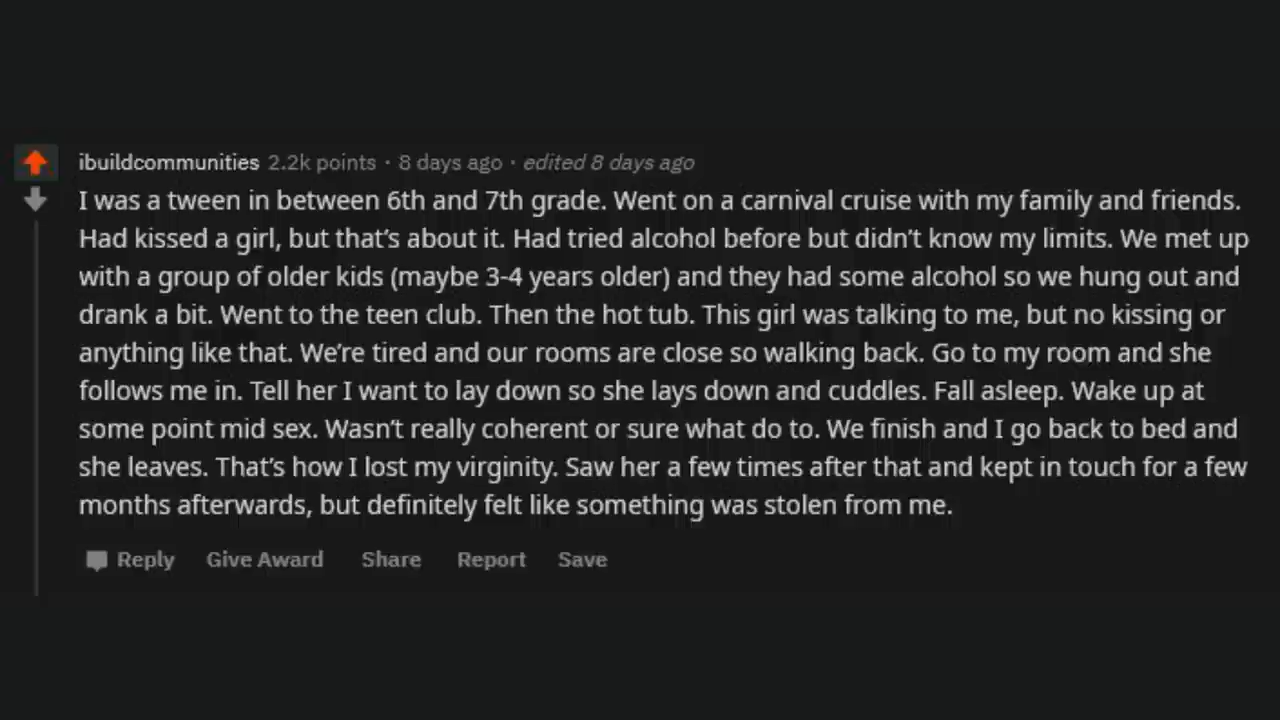 ibuildcommunities 2.2k points · 8 days ago · edited 8 days ago
I was a tween in between 6th and 7th grade. Went on a carnival cruise with my family and friends.
Had kissed a girl, but that's about it. Had tried alcohol before but didn't know my limits. We met up
with a group of older kids (maybe 3-4 years older) and they had some alcohol so we hung out and
drank a bit. Went to the teen club. Then the hot tub. This girl was talking to me, but no kissing or
anything like that. We're tired and our rooms are close so walking back. Go to my room and she
follows me in. Tell her I want to lay down so she lays down and cuddles. Fall asleep. Wake up at
some point mid sex. Wasn't really coherent or sure what do to. We finish and I go back to bed and
she leaves. That's how I lost my virginity. Saw her a few times after that and kept in touch for a few
months afterwards, but definitely felt like something was stolen from me.
Reply Give Award Share Report Save